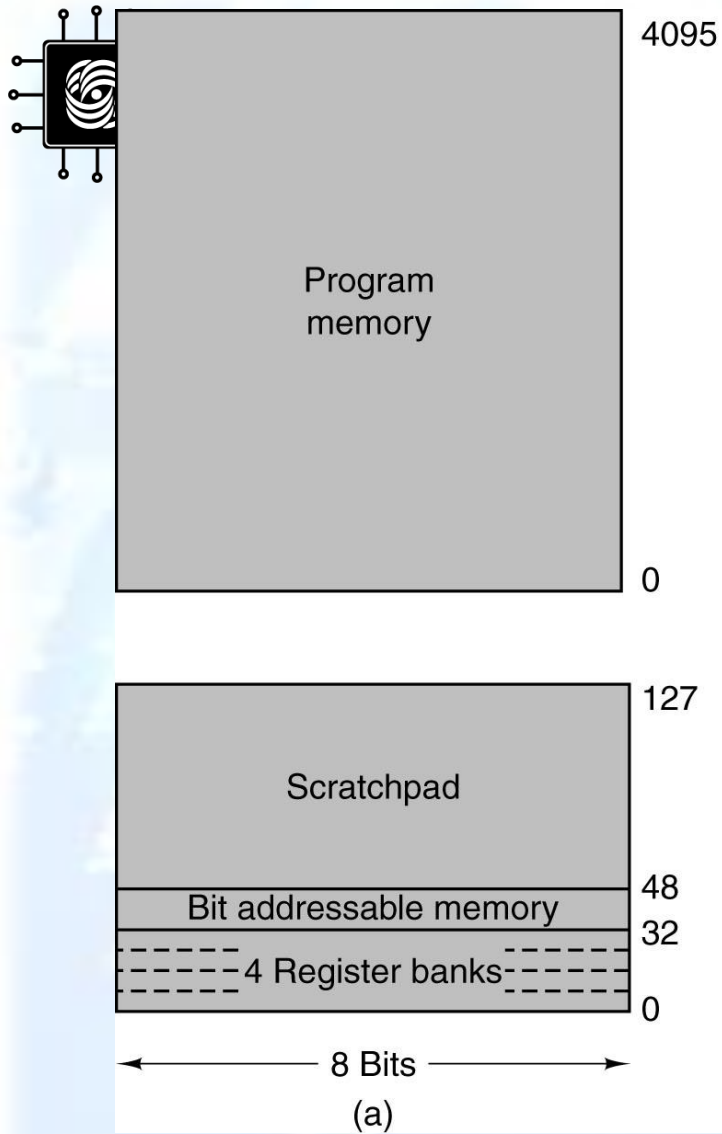 4095
Program
memory
0
127
Scratchpad
48
Bit addressable memory
32
4 Register banks
0
8 Bits
(a)